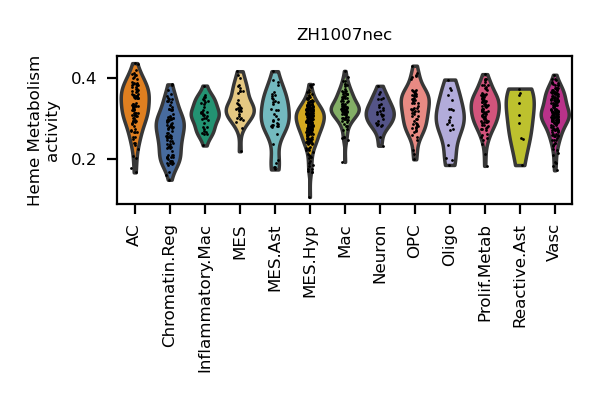 ZH1007nec
Heme Metabolism
activity
0.4
0.2
AC
Chromatin.Reg
Inflammatory.Mac
MES
MES.Ast
MES.Hyp
Mac
Neuron
OPC
Oligo
Prolif.Metab
Reactive.Ast
Vasc